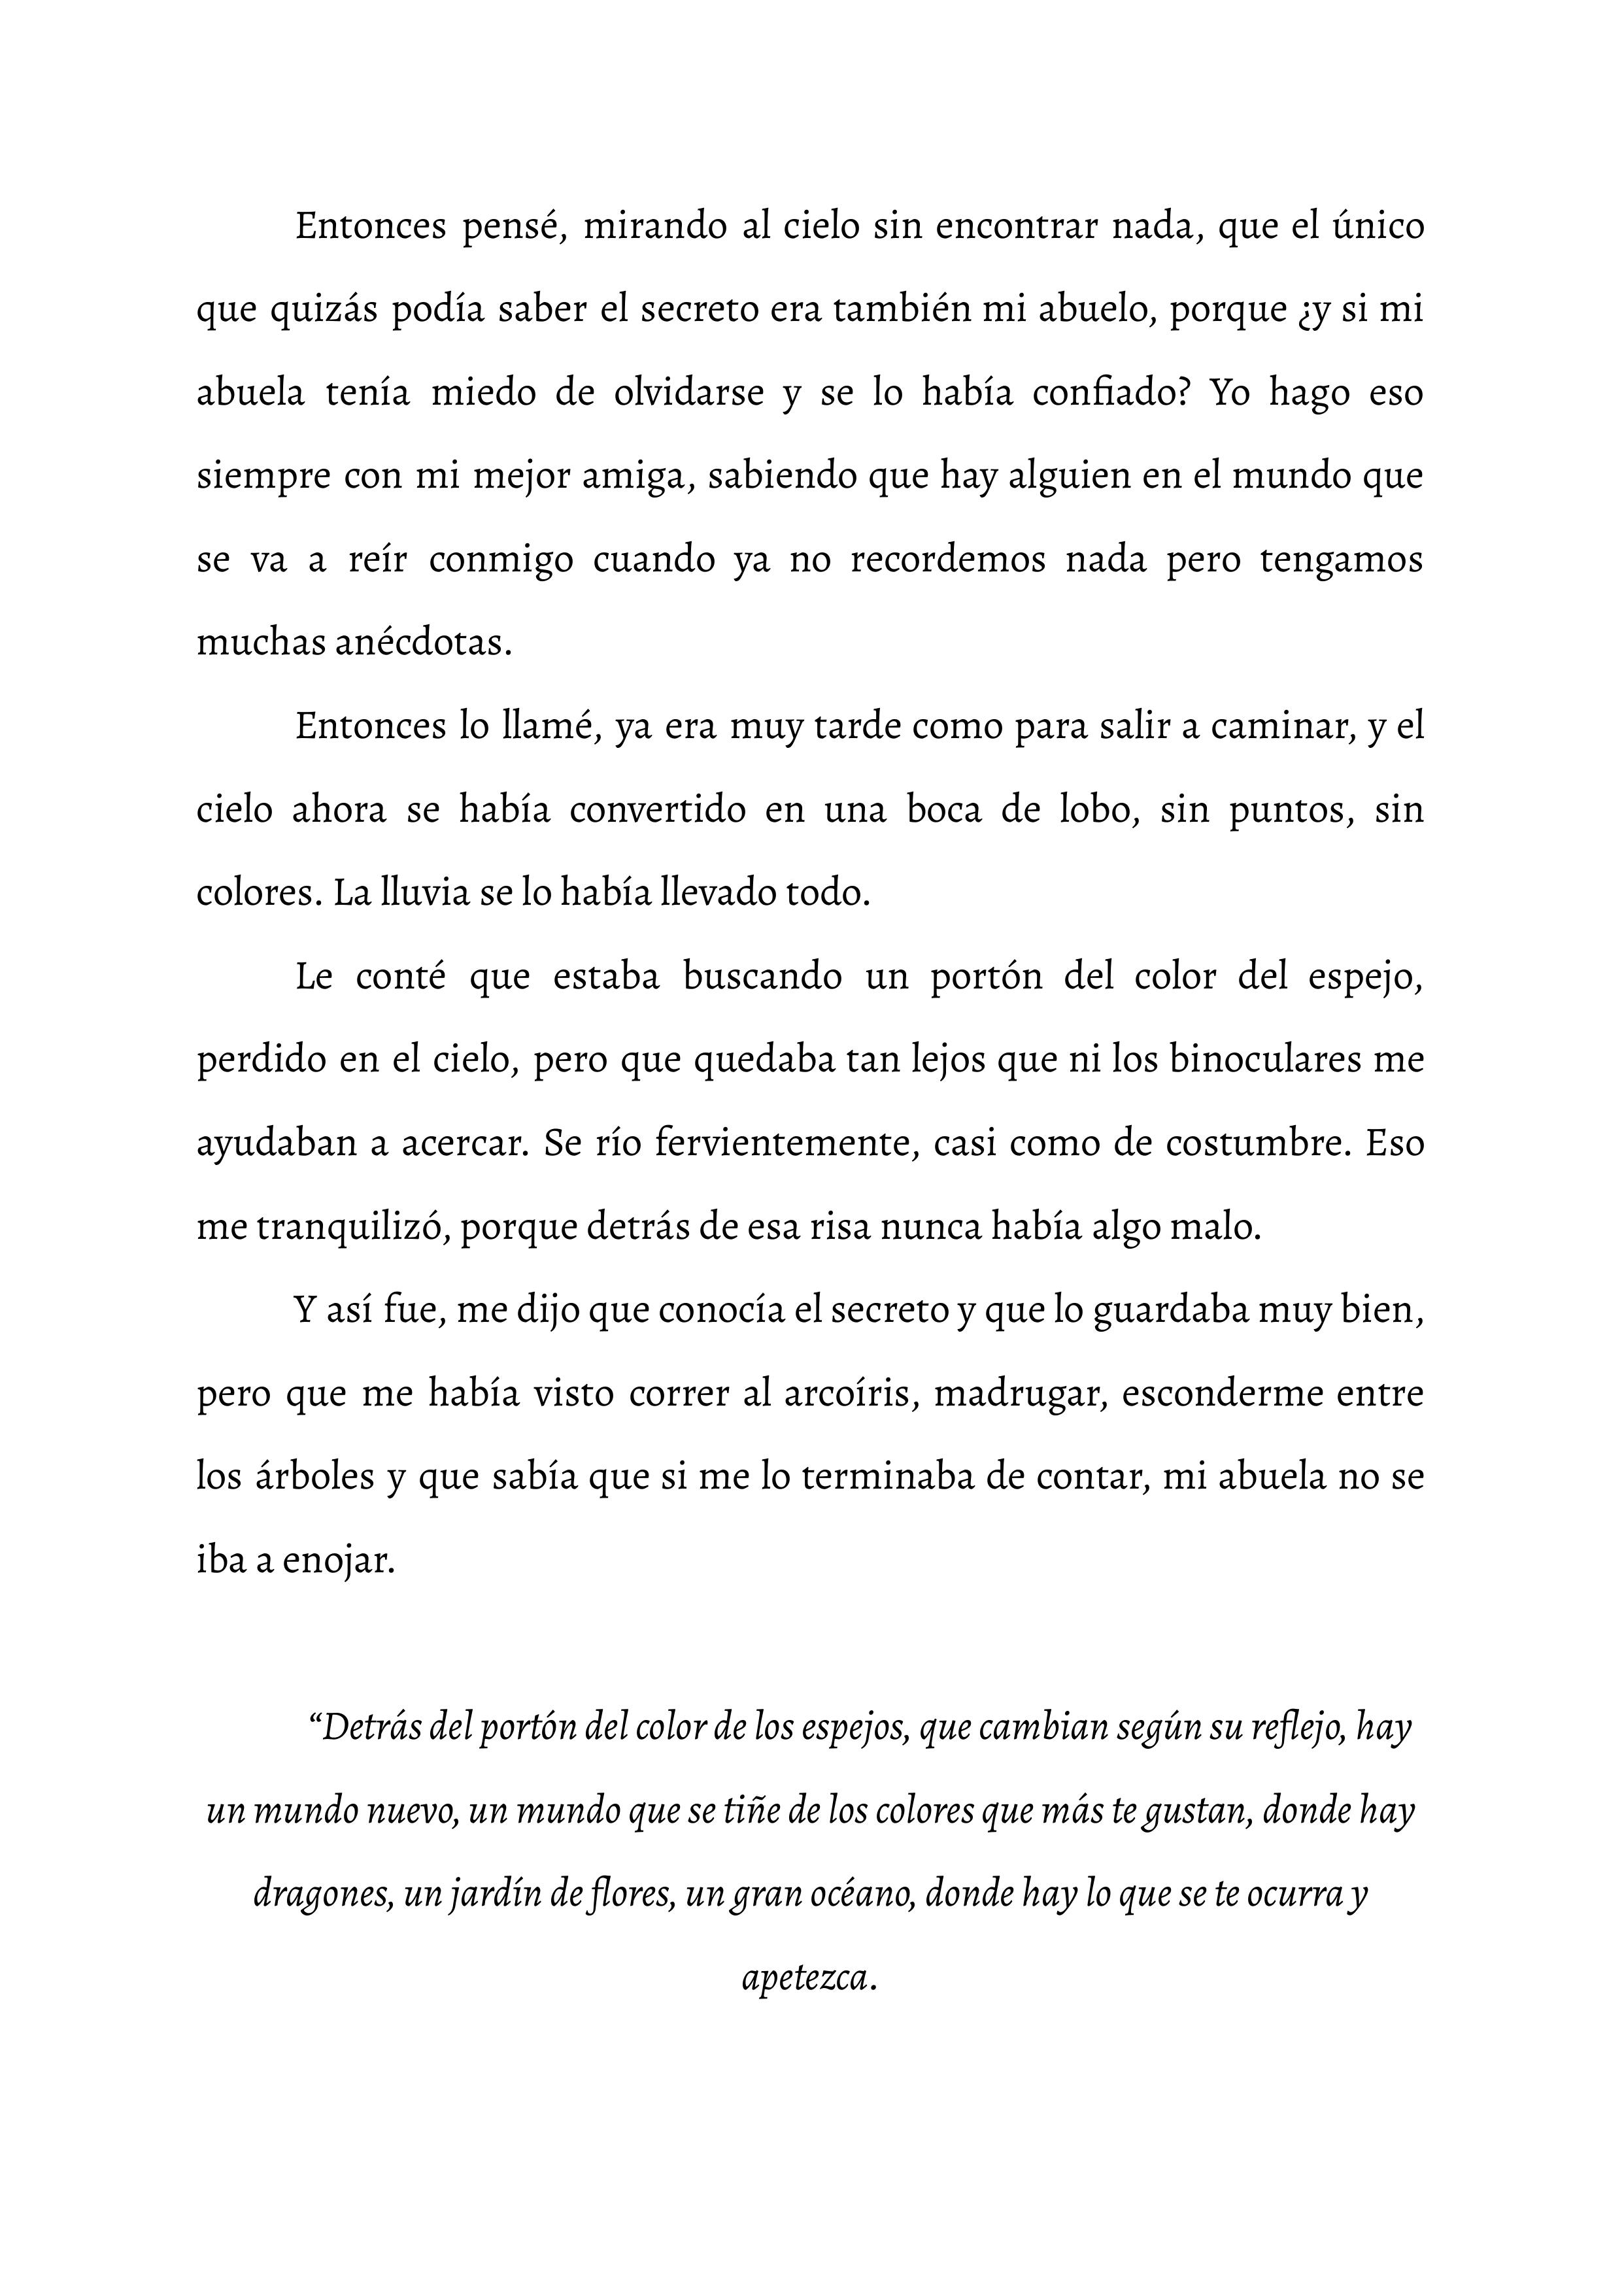 Entonces pensé, mirando al cielo sin encontrar nada, que el único
que quizás podía saber el secreto era también mi abuelo, porque ¿y si mi
abuela tenía miedo de olvidarse y se lo había confiado? Yo hago eso
siempre con mi mejor amiga, sabiendo que hay alguien en el mundo que
se va a reír conmigo cuando ya no recordemos nada pero tengamos
muchas anécdotas.
Entonces lo llamé, ya era muy tarde como para salir a caminar, y el
cielo ahora se había convertido en una boca de lobo, sin puntos, sin
colores. La lluvia se lo había llevado todo.
Le conté que estaba buscando un portón del color del espejo,
perdido en el cielo, pero que quedaba tan lejos que ni los binoculares me
ayudaban a acercar. Se río fervientemente, casi como de costumbre. Eso
me tranquilizó, porque detrás de esa risa nunca había algo malo.
Y así fue, me dijo que conocía el secreto y que lo guardaba muy bien,
pero que me había visto correr al arcoíris, madrugar, esconderme entre
los árboles y que sabía que si me lo terminaba de contar, mi abuela no se
iba a enojar.
“Detrás del portón del color de los espejos, que cambian según su reflejo, hay
un mundo nuevo, un mundo que se tiñe de los colores que más te gustan, donde hay
dragones, un jardín de flores, un gran océano, donde hay lo que se te ocurra y
apetezca.